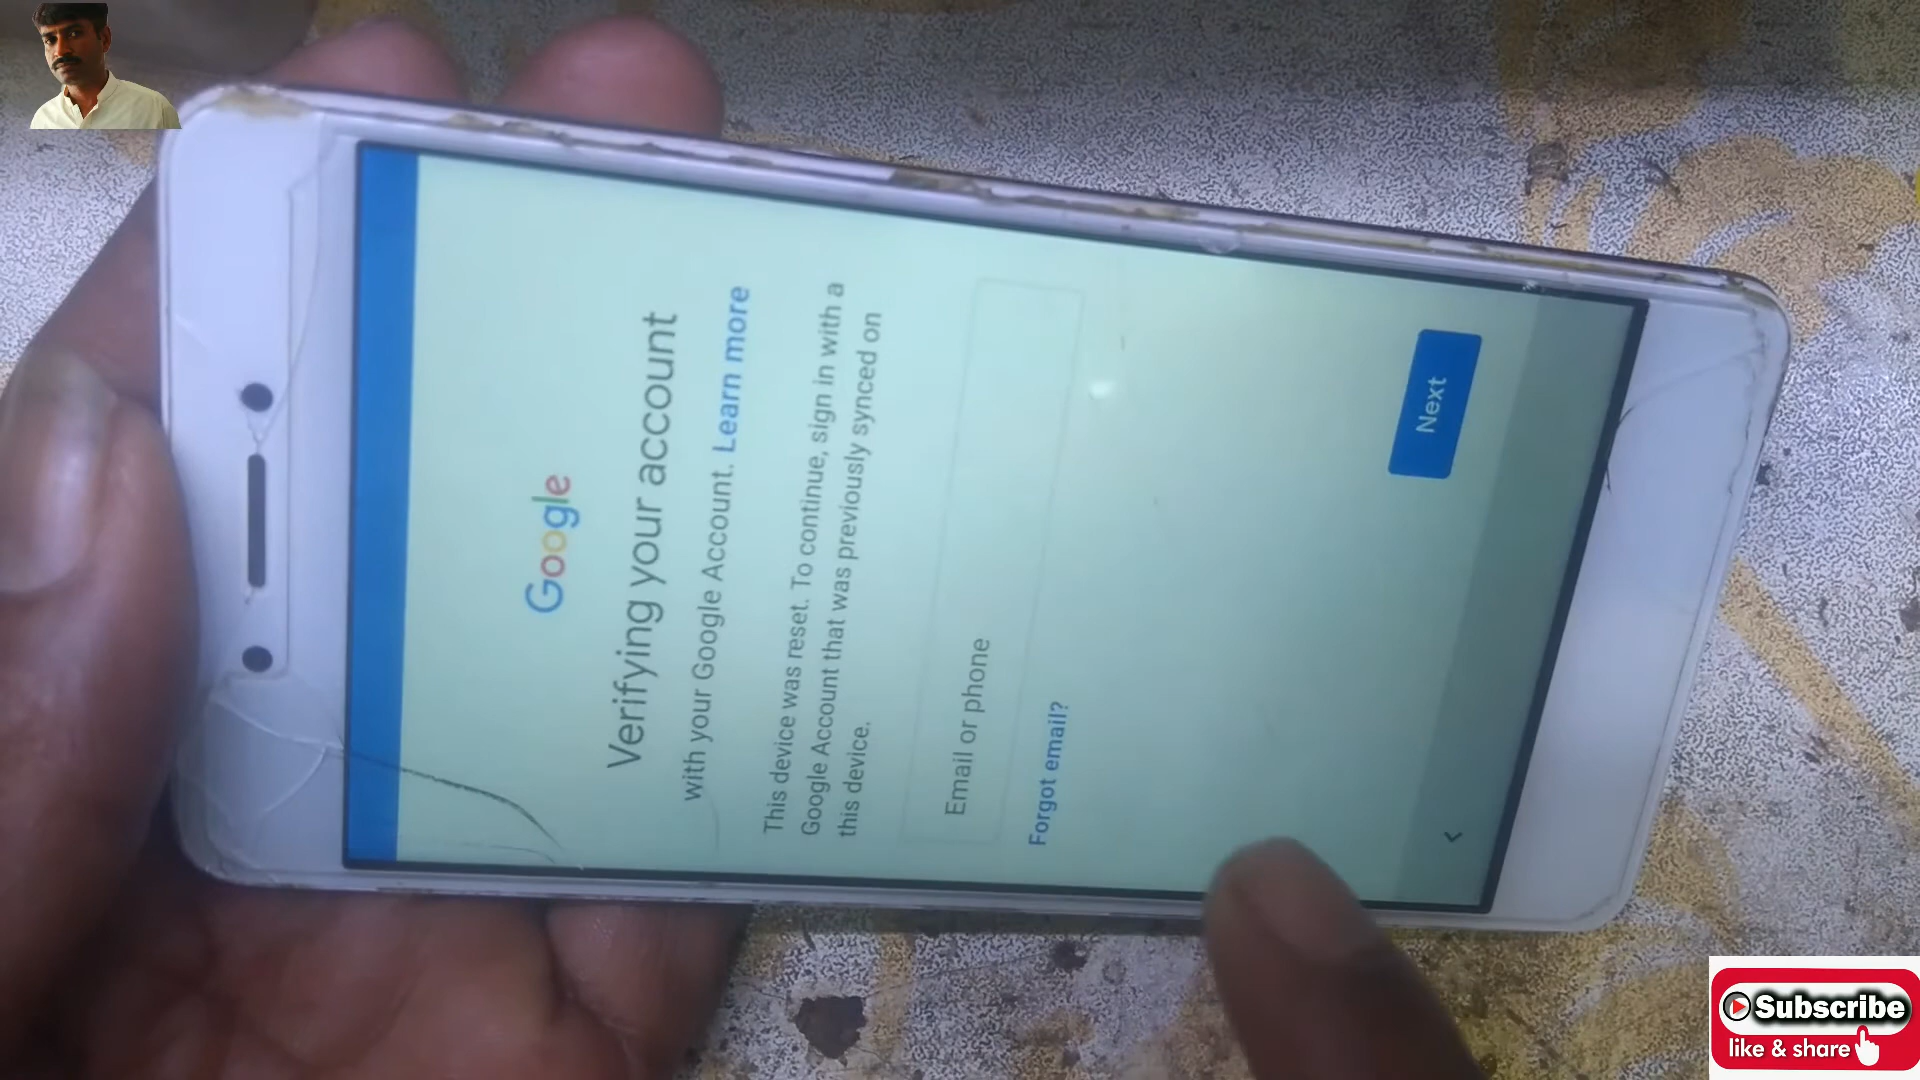 Google
Verifying your account
with your Google Account. Learn more
This device was reset. To continue, sign in with a
Google Account that was previously synced on
this device.
Email or phone
Forgot email?
Next
Subscribe
like & share